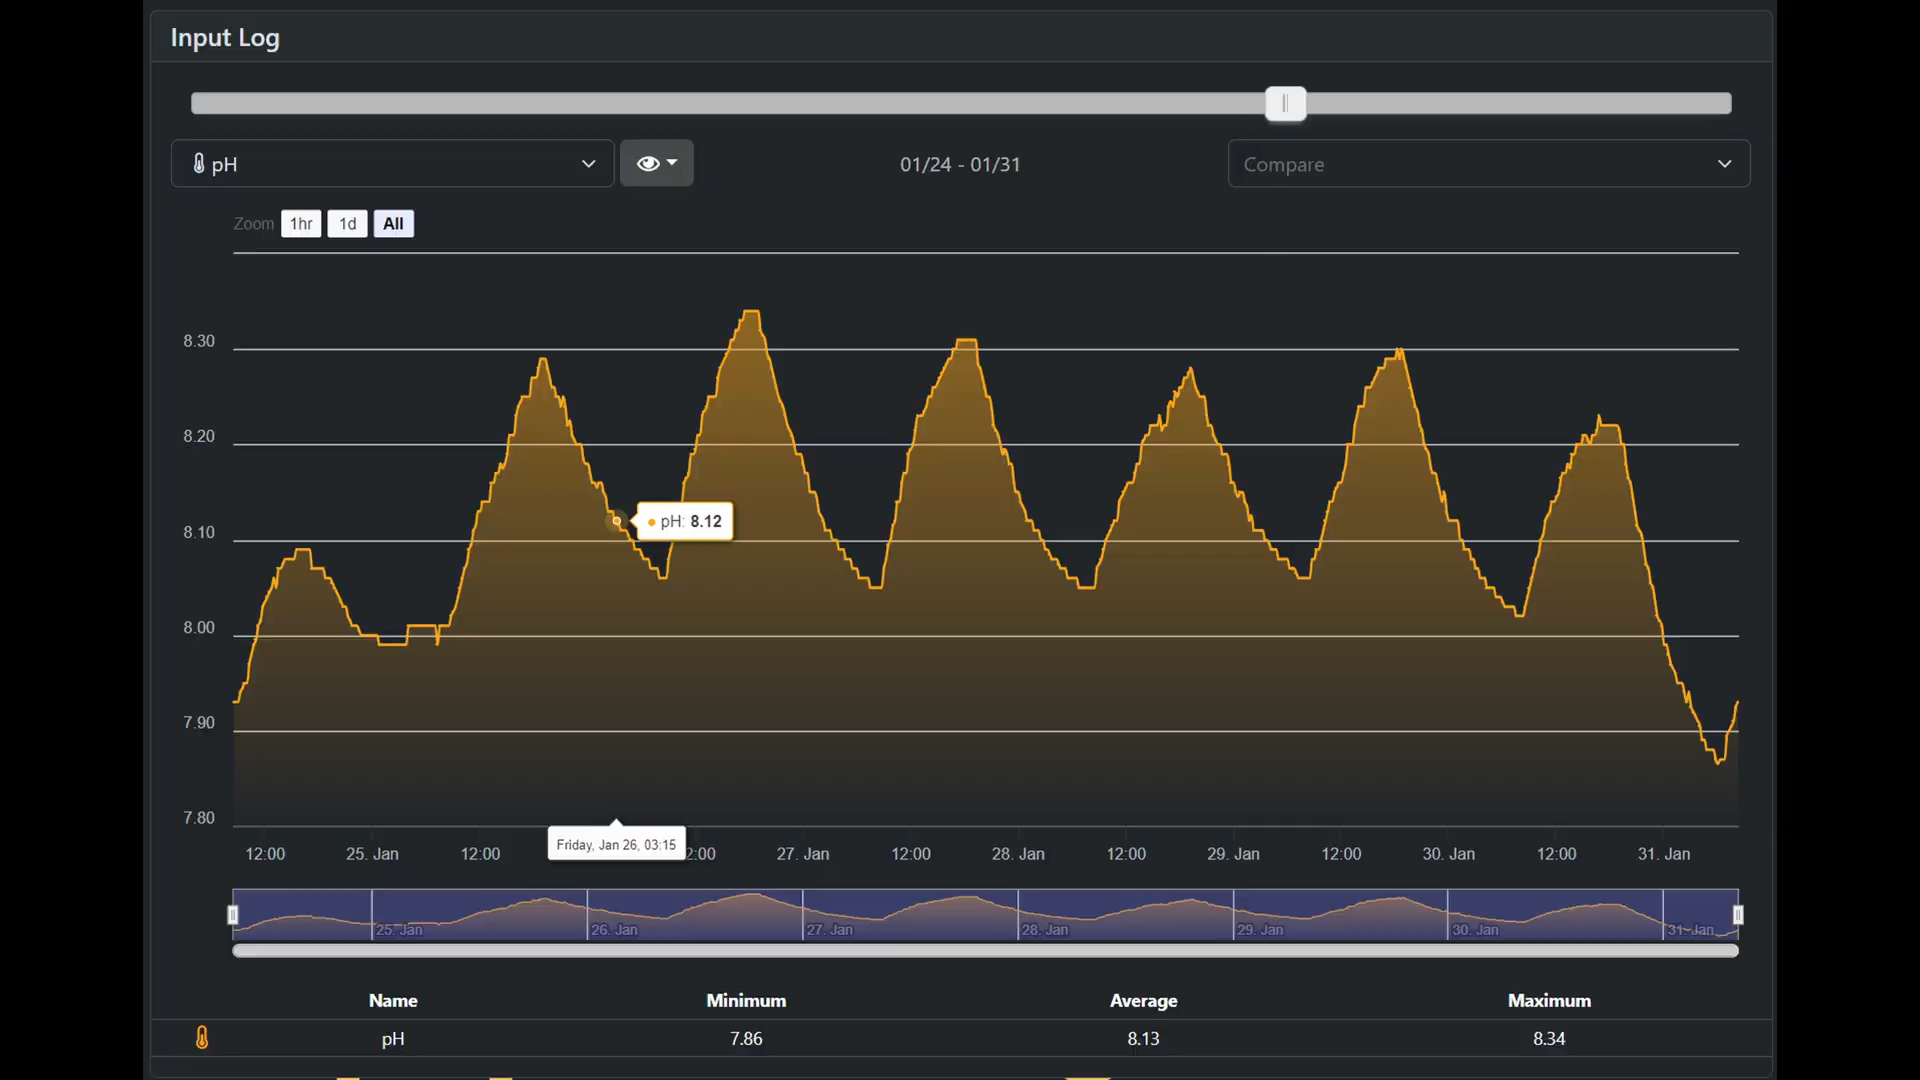 Input Log
pH
01/24 - 01/31
Compare
Zoom 1hr 1d All
8.30
8.20
8.10
8.00
7.90
7.80
pH: 8.12
Friday, Jan 26, 03:15
12:00 25. Jan 12:00 2:00 27. Jan 12:00 28. Jan 12:00 29. Jan 12:00 30. Jan 12:00 31. Jan
25. Jan 26. Jan 27. Jan 28. Jan 29. Jan 30. Jan 31. Jan
Name Minimum Average Maximum
pH 7.86 8.13 8.34